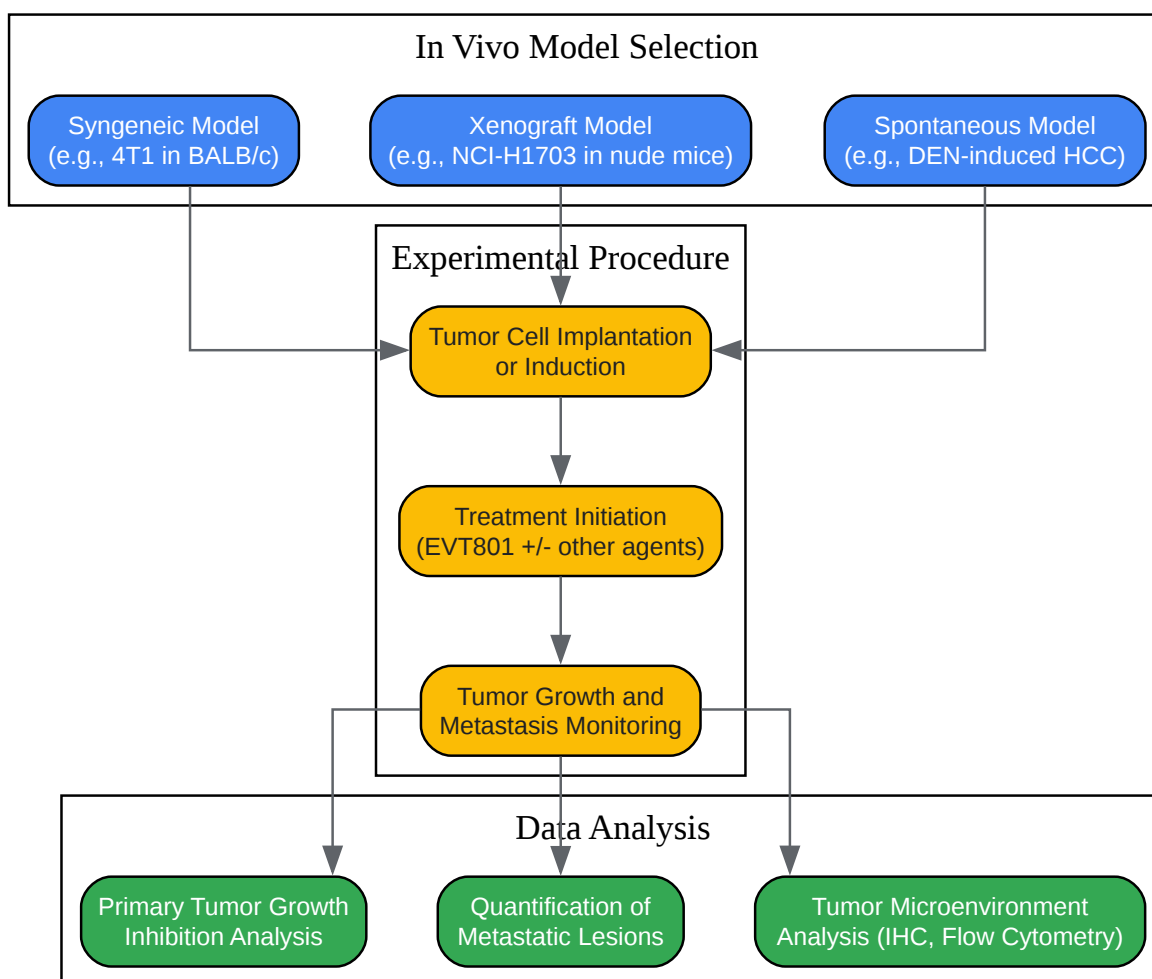 In Vivo Model Selection
Syngeneic Model
(e.g., 4T1 in BALB/c)
Xenograft Model
(e.g., NCI-H1703 in nude mice)
Spontaneous Model
(e.g., DEN-induced HCC)
Experimental Procedure
Tumor Cell Implantation
or Induction
Treatment Initiation
(EVT801 +/- other agents)
Tumor Growth and
Metastasis Monitoring
Data Analysis
Primary Tumor Growth
Inhibition Analysis
Quantification of
Metastatic Lesions
Tumor Microenvironment
Analysis (IHC, Flow Cytometry)